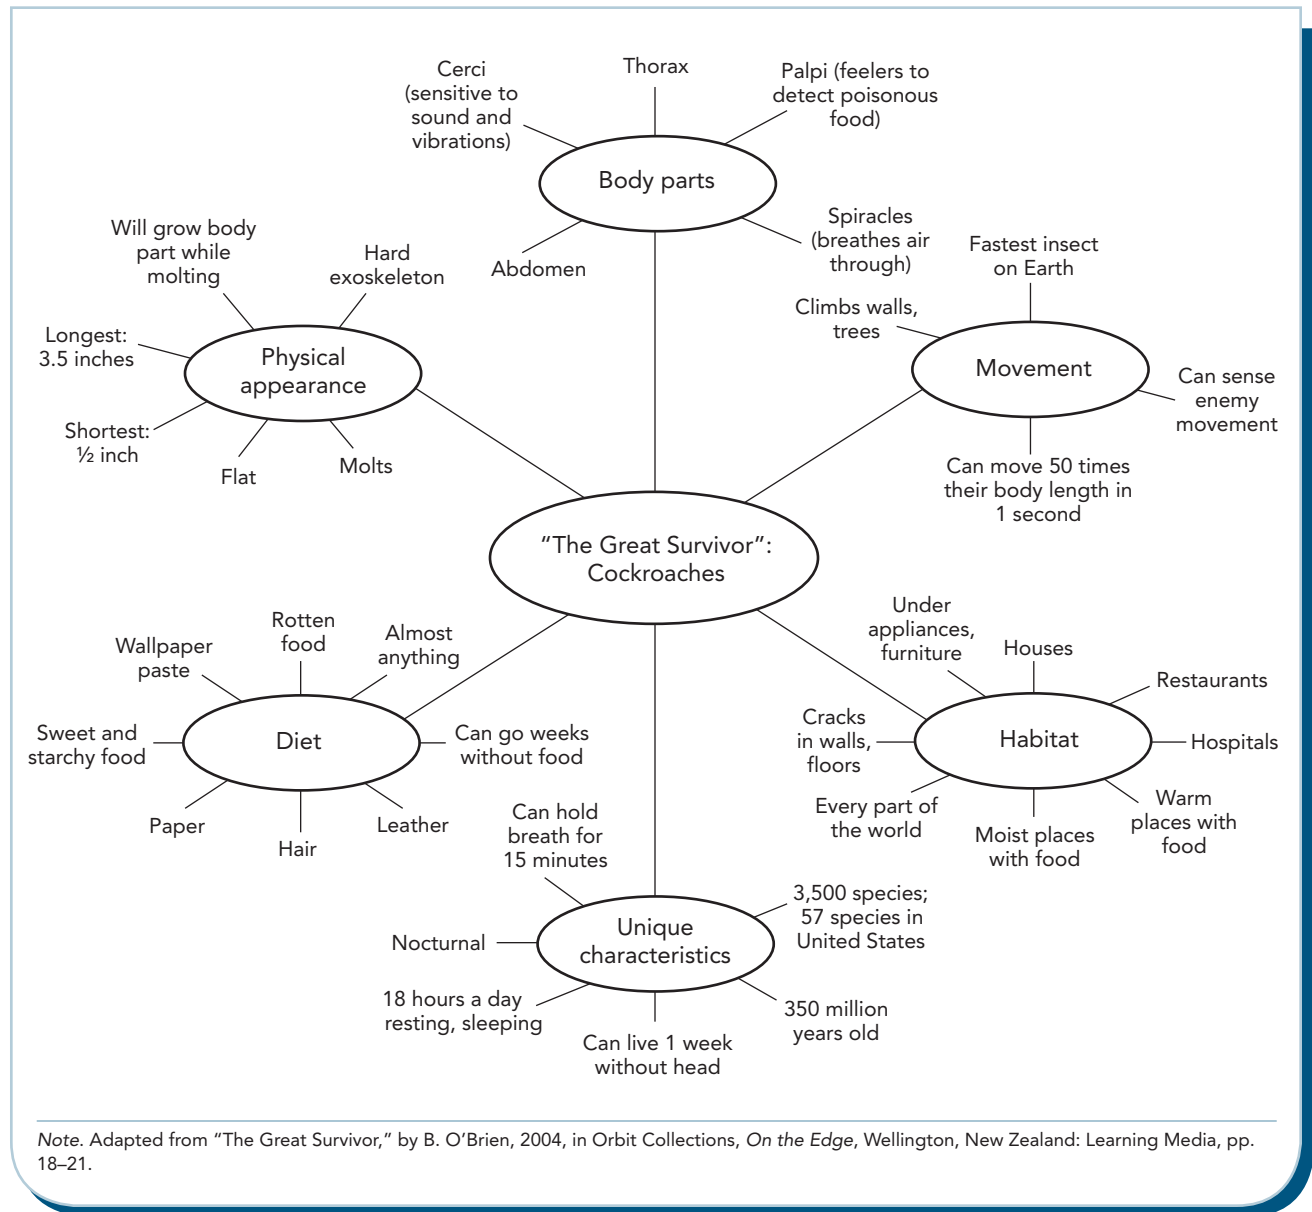 Cerci
(sensitive to
sound and
vibrations)
Thorax
Palpi (feelers to
detect poisonous
food)
Body parts
Abdomen
Spiracles
(breathes air
through)
Will grow body
part while
molting
Hard
exoskeleton
Longest:
3.5 inches
Physical
appearance
Shortest:
½ inch
Flat
Molts
Fastest insect
on Earth
Climbs walls,
trees
Movement
Can sense
enemy
movement
Can move 50 times
their body length in
1 second
“The Great Survivor”:
Cockroaches
Wallpaper
paste
Rotten
food
Almost
anything
Sweet and
starchy food
Diet
Can go weeks
without food
Paper
Hair
Leather
Under
appliances,
furniture
Houses
Restaurants
Cracks
in walls,
floors
Habitat
Hospitals
Every part of
the world
Moist places
with food
Warm
places with
food
Can hold
breath for
15 minutes
3,500 species;
57 species in
United States
Nocturnal
Unique
characteristics
18 hours a day
resting, sleeping
Can live 1 week
without head
350 million
years old
Note. Adapted from “The Great Survivor,” by B. O’Brien, 2004, in Orbit Collections, On the Edge, Wellington, New Zealand: Learning Media, pp.
18–21.